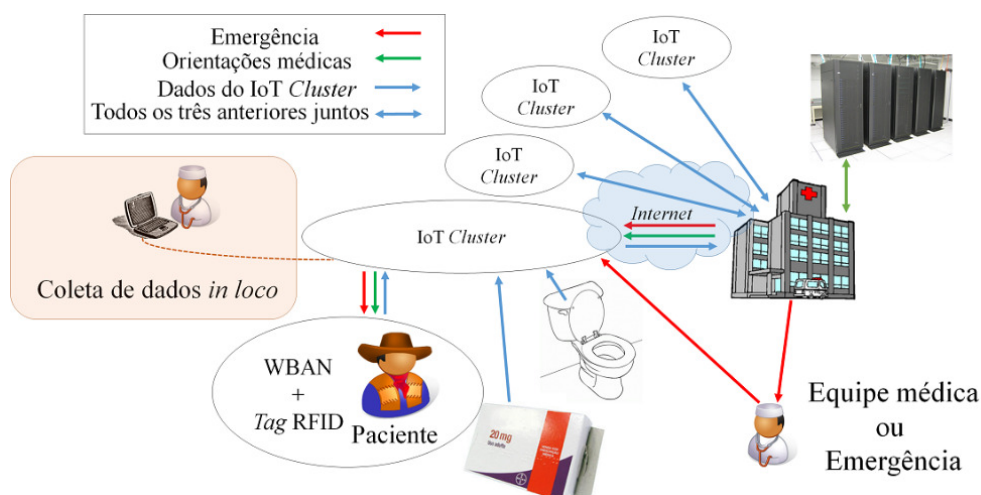 Emergência
Orientações médicas
Dados do IoT Cluster
Todos os três anteriores juntos
IoT
Cluster
IoT
Cluster
IoT
Cluster
Internet
IoT Cluster
Coleta de dados in loco
WBAN
+
Tag RFID
Paciente
20 mg
Equipe médica
ou
Emergência